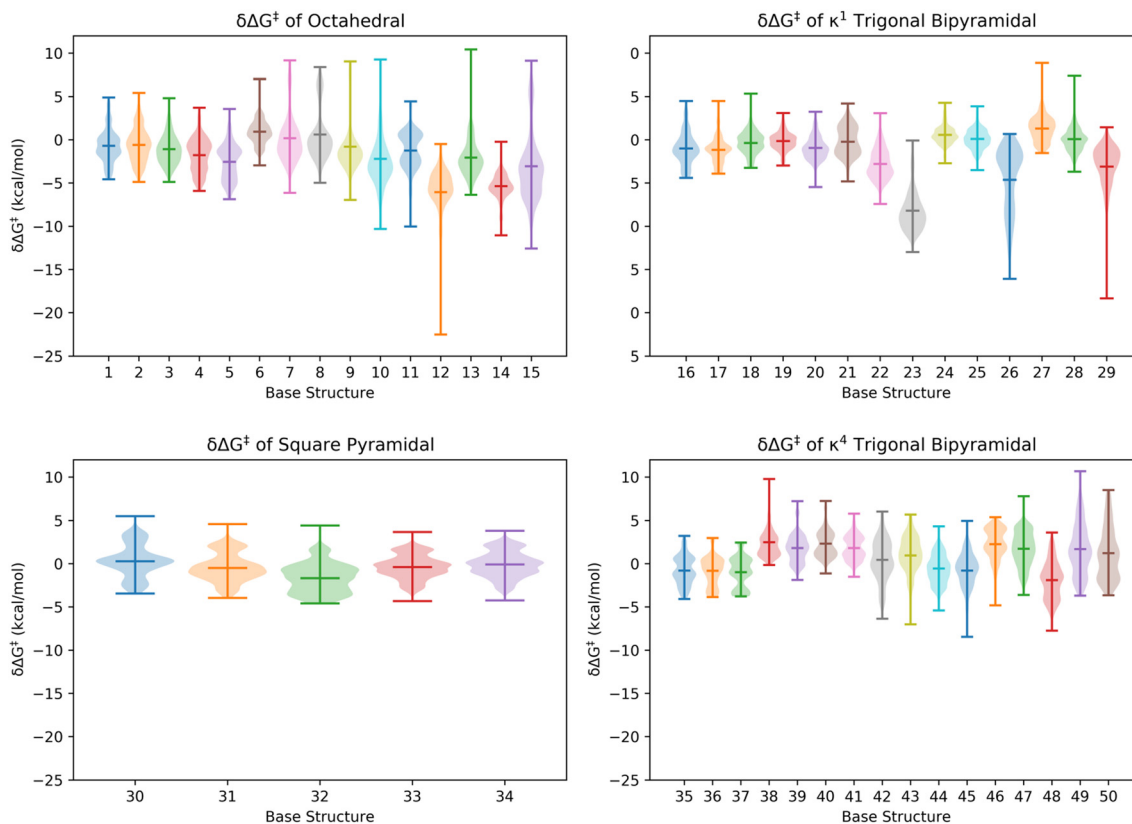 δΔG‡ of Octahedral
10
5
0
−5
−10
−15
−20
−25
δΔG‡ (kcal/mol)
1 2 3 4 5 6 7 8 9 10 11 12 13 14 15
Base Structure
δΔG‡ of κ1 Trigonal Bipyramidal
0
5
0
5
0
5
0
5
16 17 18 19 20 21 22 23 24 25 26 27 28 29
Base Structure
δΔG‡ of Square Pyramidal
10
5
0
−5
−10
−15
−20
−25
δΔG‡ (kcal/mol)
30 31 32 33 34
Base Structure
δΔG‡ of κ4 Trigonal Bipyramidal
10
5
0
−5
−10
−15
−20
−25
δΔG‡ (kcal/mol)
35 36 37 38 39 40 41 42 43 44 45 46 47 48 49 50
Base Structure